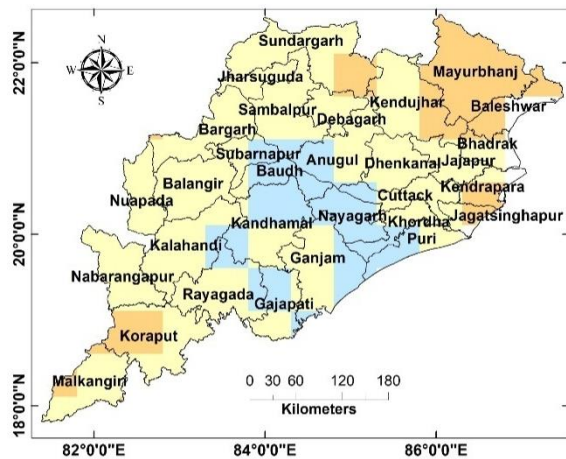 N
W E
S
22°0'0"N
20°0'0"N
18°0'0"N
Sundargarh
Mayurbhanj
Jharsuguda
Kendujhar
Baleshwar
Sambalpur
Debagarh
Bargarh
Bhadrak
Subarnapur
Anugul
Dhenkanal
Jajapur
Baudh
Balangir
Kendrapara
Cuttack
Nuapada
Nayagarh
Khordha
Jagatsinghapur
Kandhamal
Puri
Kalahandi
Ganjam
Nabarangapur
Rayagada
Gajapati
Koraput
Malkangiri
0 30 60 120 180
Kilometers
82°0'0"E 84°0'0"E 86°0'0"E